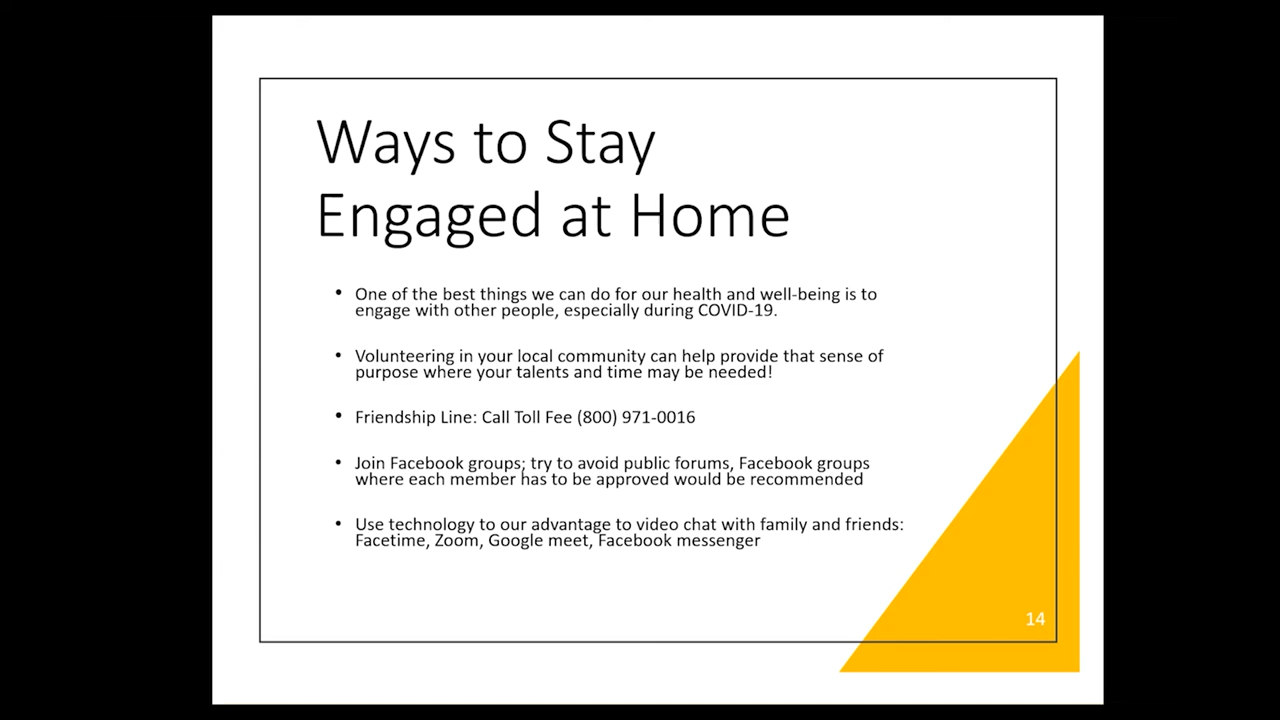 Ways to Stay
Engaged at Home
• One of the best things we can do for our health and well-being is to
engage with other people, especially during COVID-19.
• Volunteering in your local community can help provide that sense of
purpose where your talents and time may be needed!
• Friendship Line: Call Toll Fee (800) 971-0016
• Join Facebook groups; try to avoid public forums, Facebook groups
where each member has to be approved would be recommended
• Use technology to our advantage to video chat with family and friends:
Facetime, Zoom, Google meet, Facebook messenger
14